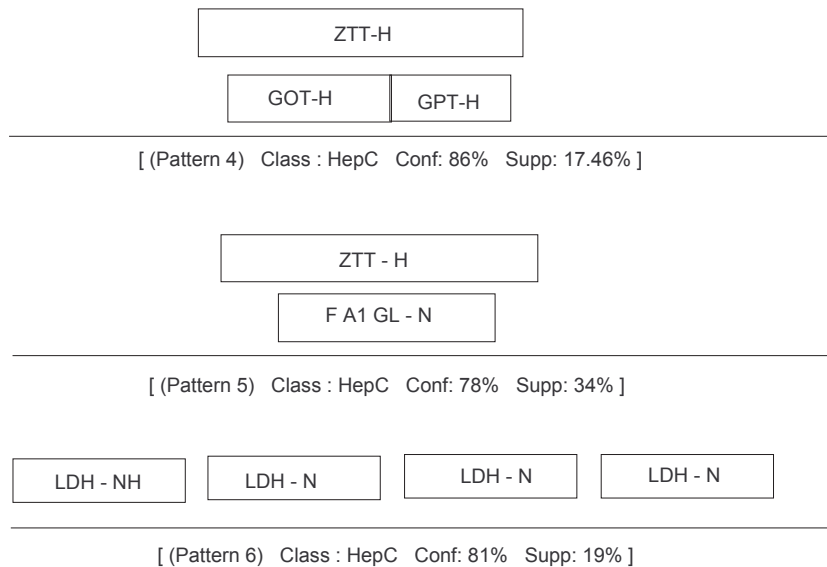 ZTT-H
GOT-H GPT-H
[ (Pattern 4) Class : HepC Conf: 86% Supp: 17.46% ]
ZTT - H
F A1 GL - N
[ (Pattern 5) Class : HepC Conf: 78% Supp: 34% ]
LDH - NH LDH - N LDH - N LDH - N
[ (Pattern 6) Class : HepC Conf: 81% Supp: 19% ]